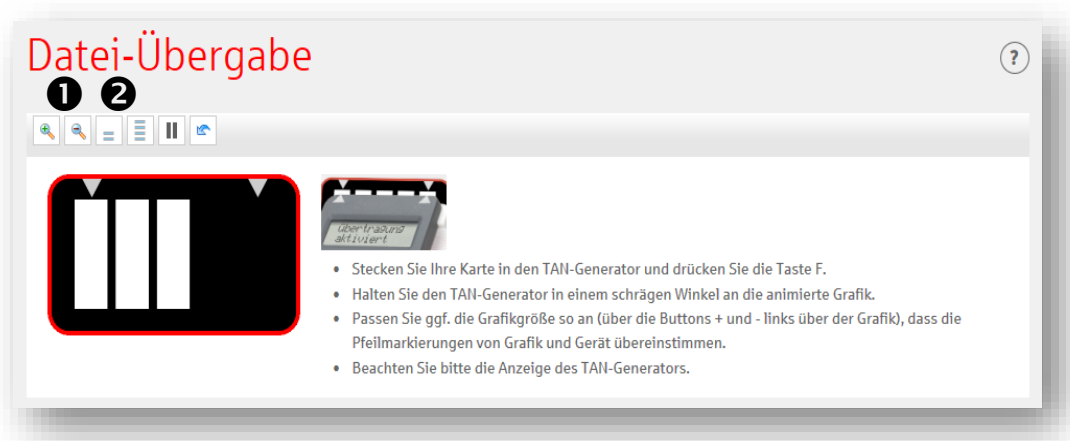 Datei-Übergabe
?
❶ ❷
übertragung
aktiviert
• Stecken Sie Ihre Karte in den TAN-Generator und drücken Sie die Taste F.
• Halten Sie den TAN-Generator in einem schrägen Winkel an die animierte Grafik.
• Passen Sie ggf. die Grafikgröße so an (über die Buttons + und - links über der Grafik), dass die
Pfeilmarkierungen von Grafik und Gerät übereinstimmen.
• Beachten Sie bitte die Anzeige des TAN-Generators.